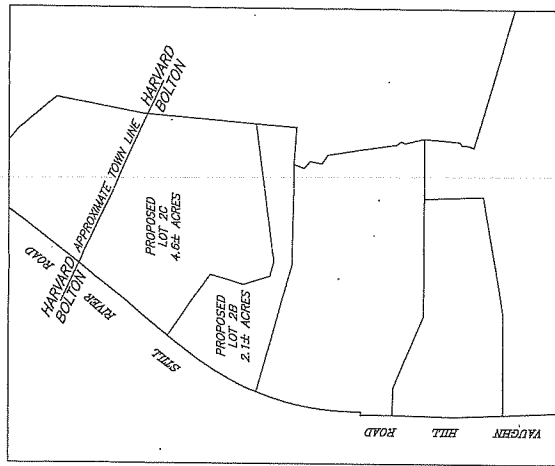 HARVARD
BOLTON
APPROXIMATE TOWN LINE
HARVARD
BOLTON
STILL RIVER ROAD
PROPOSED
LOT 2C
4.6± ACRES
PROPOSED
LOT 2B
2.1± ACRES
VAUGHN HILL ROAD